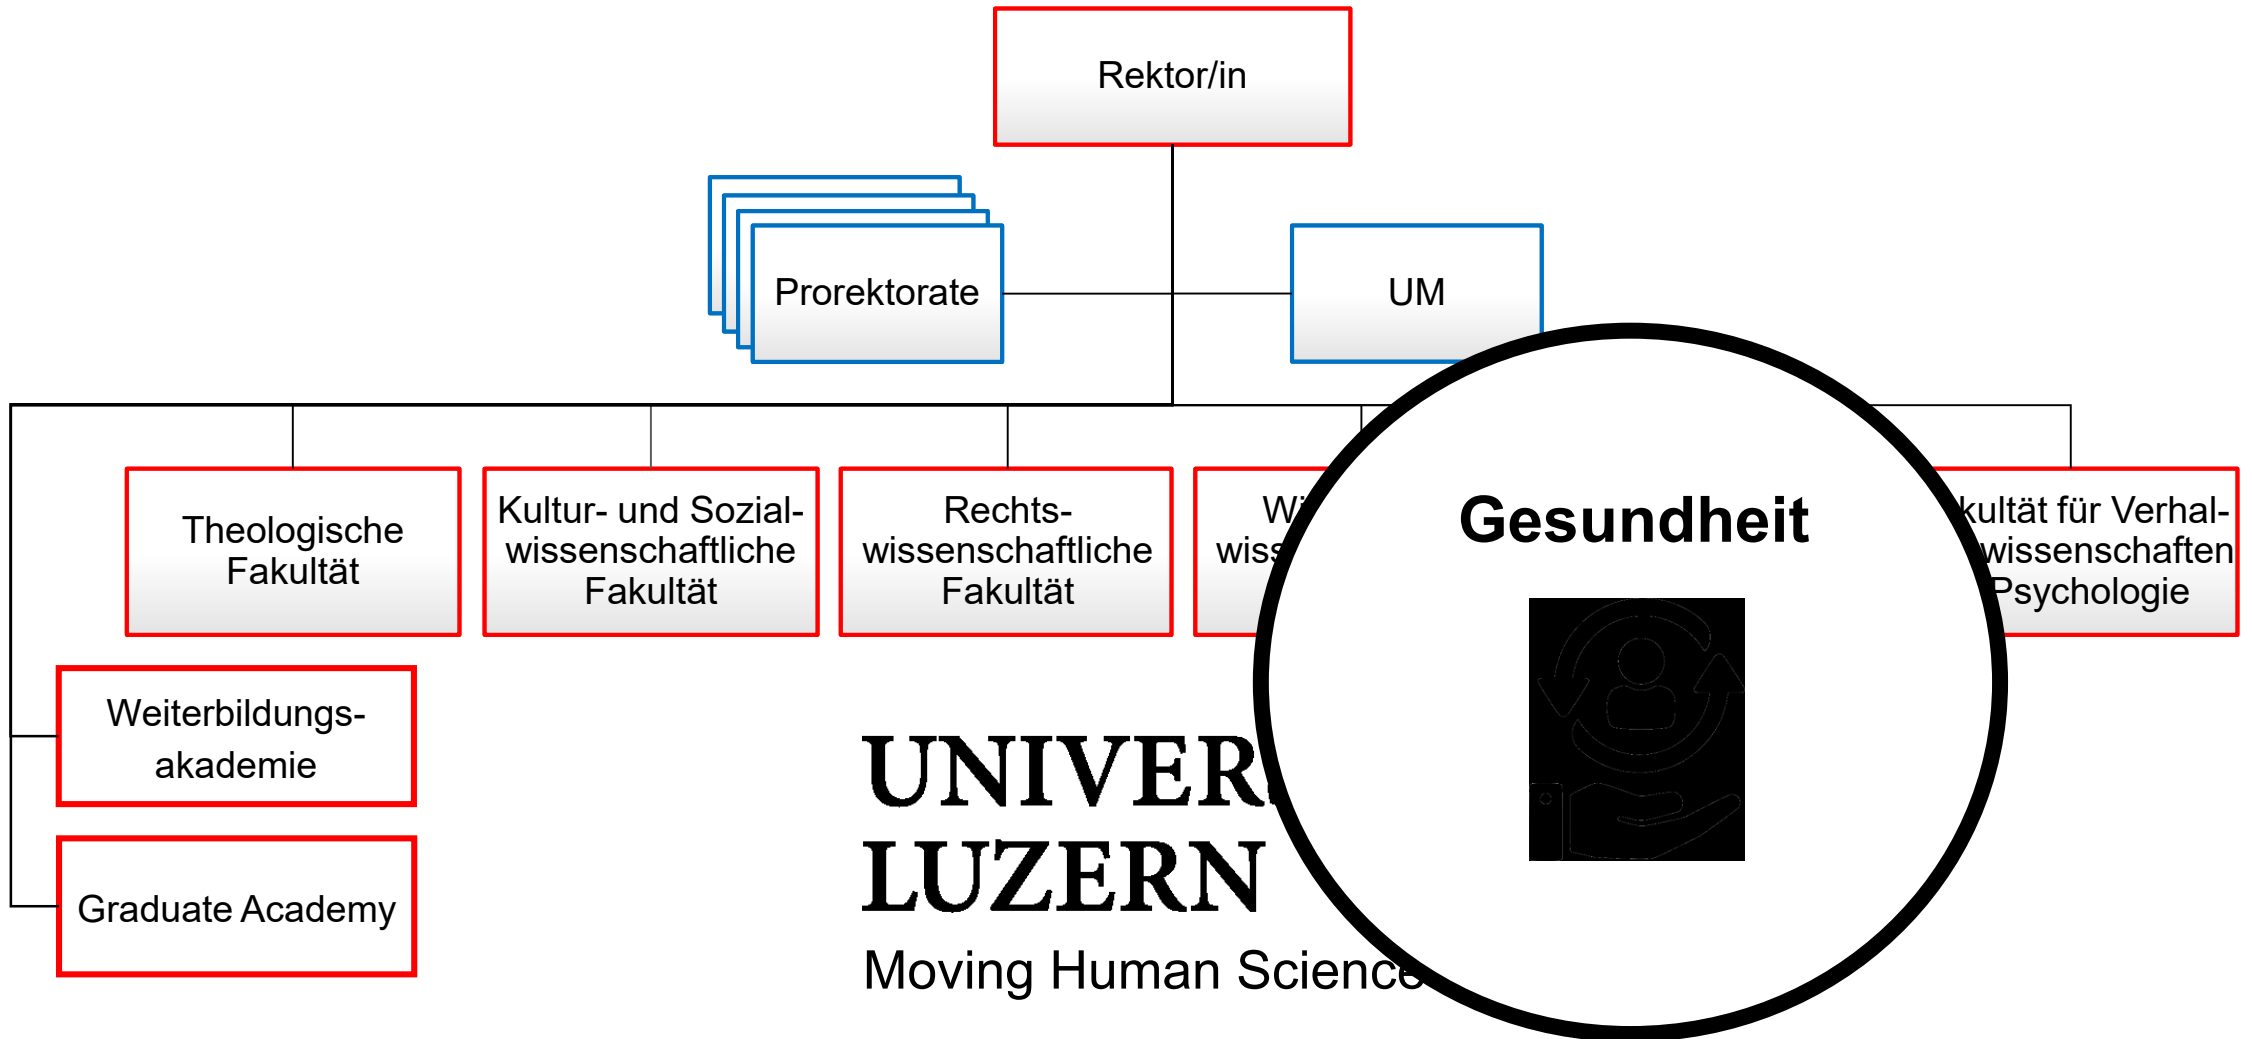 Rektor/in
Prorektorate
UM
Theologische
Fakultät
Kultur- und Sozial-
wissenschaftliche
Fakultät
Rechts-
wissenschaftliche
Fakultät
Gesundheit
für Verhal-
wissenschaften
Psychologie
Weiterbildungs-
akademie
Graduate Academy
LUZERN
Moving Human Science